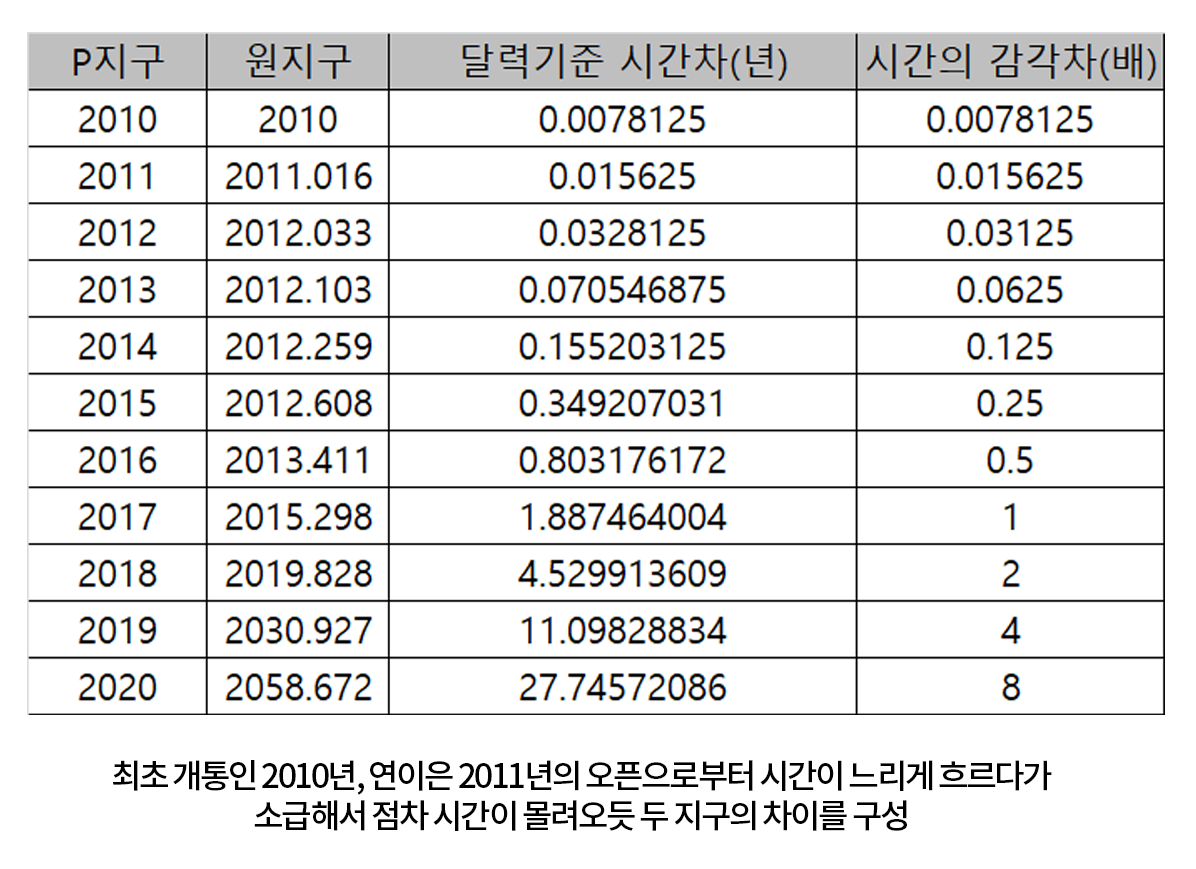 P지구 원지구 달력기준 시간차(년) 시간의 감각차(배)
2010 2010 0.0078125 0.0078125
2011 2011.016 0.015625 0.015625
2012 2012.033 0.0328125 0.03125
2013 2012.103 0.070546875 0.0625
2014 2012.259 0.155203125 0.125
2015 2012.608 0.349207031 0.25
2016 2013.411 0.803176172 0.5
2017 2015.298 1.887464004 1
2018 2019.828 4.529913609 2
2019 2030.927 11.09828834 4
2020 2058.672 27.74572086 8
최초 개통인 2010년, 연이은 2011년의 오픈으로부터 시간이 느리게 흐르다가
소급해서 점차 시간이 몰려오듯 두 지구의 차이를 구성